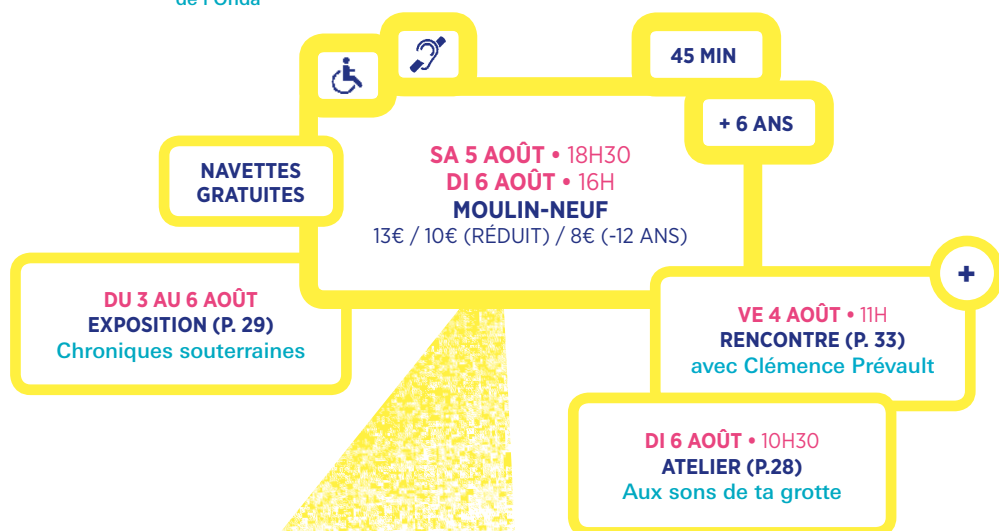 de l'Onda
45 MIN
+ 6 ANS
NAVETTES
GRATUITES
SA 5 AOÛT • 18H30
DI 6 AOÛT • 16H
MOULIN-NEUF
13€ / 10€ (RÉDUIT) / 8€ (-12 ANS)
DU 3 AU 6 AOÛT
EXPOSITION (P. 29)
Chroniques souterraines
+
VE 4 AOÛT • 11H
RENCONTRE (P. 33)
avec Clémence Prévault
DI 6 AOÛT • 10H30
ATELIER (P.28)
Aux sons de ta grotte